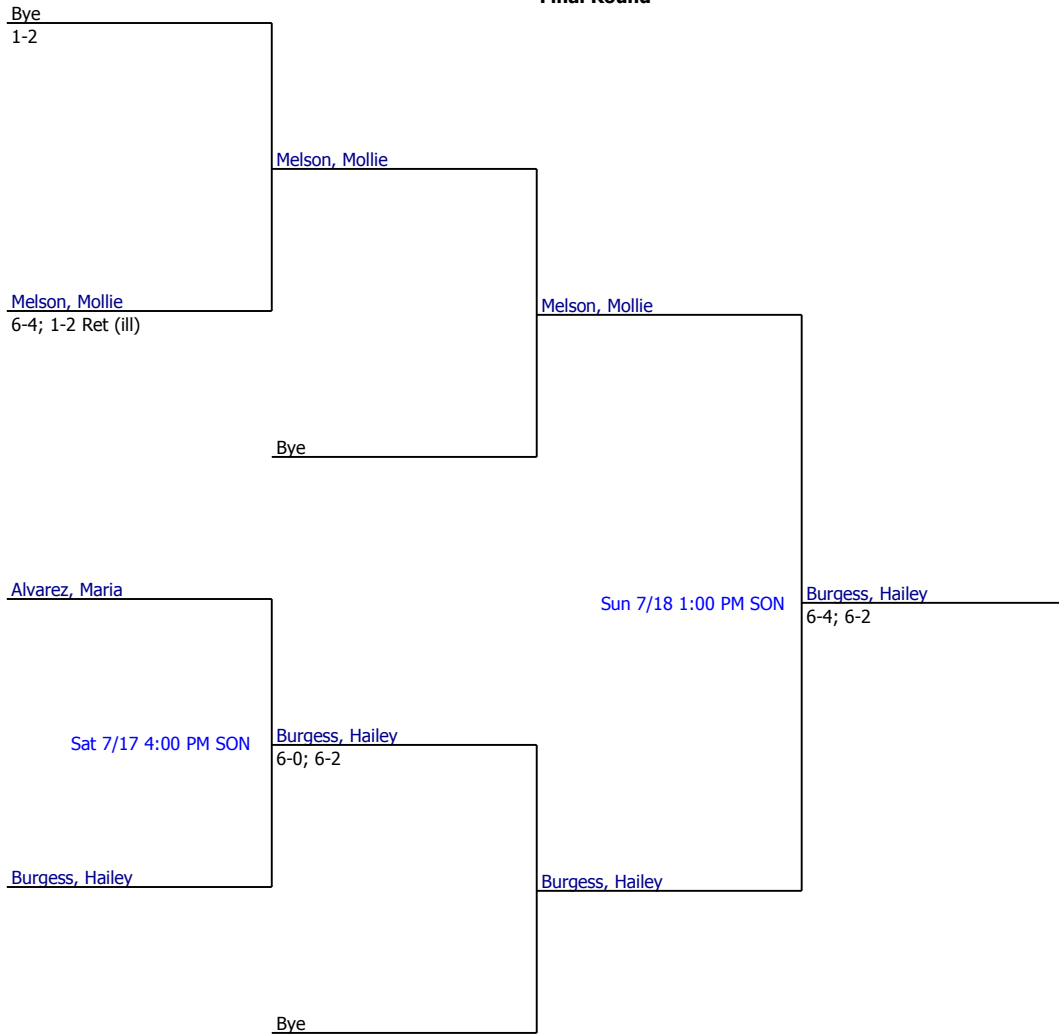 Final Round
Bye
1-2
Melson, Mollie
Melson, Mollie
6-4; 1-2 Ret (ill)
Melson, Mollie
Bye
Alvarez, Maria
Sun 7/18 1:00 PM SON
Burgess, Hailey
6-4; 6-2
Sat 7/17 4:00 PM SON
Burgess, Hailey
6-0; 6-2
Burgess, Hailey
Burgess, Hailey
Bye